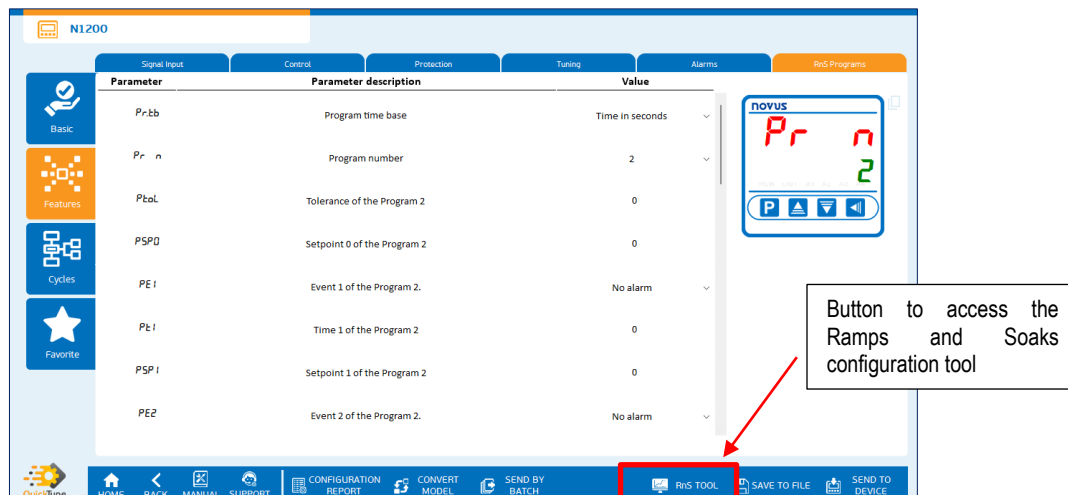 N1200
Signal Input Control Protection Tuning Alarms RnS Programs
Parameter Parameter description Value
Basic
Pr.tb Program time base Time in seconds
Pr n Program number 2
Features
PtoL Tolerance of the Program 2 0
PSP0 Setpoint 0 of the Program 2 0
Cycles
PE1 Event 1 of the Program 2. No alarm
Pt1 Time 1 of the Program 2 0
Favorite
PSP1 Setpoint 1 of the Program 2 0
PE2 Event 2 of the Program 2. No alarm
novus
Pr n
2
P
Button to access the
Ramps and Soaks
configuration tool
QuickTune
HOME BACK MANUAL SUPPORT
CONFIGURATION
REPORT
CONVERT
MODEL
SEND BY
BATCH
RnS TOOL
SAVE TO FILE
SEND TO
DEVICE